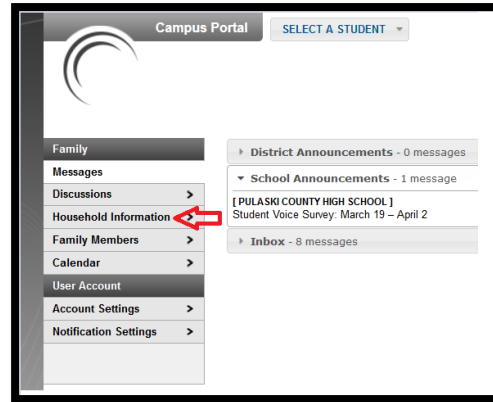 Campus Portal
SELECT A STUDENT
Family
Messages
Discussions
Household Information
Family Members
Calendar
User Account
Account Settings
Notification Settings
District Announcements - 0 messages
School Announcements - 1 message
[ PULASKI COUNTY HIGH SCHOOL ]
Student Voice Survey: March 19 – April 2
Inbox - 8 messages